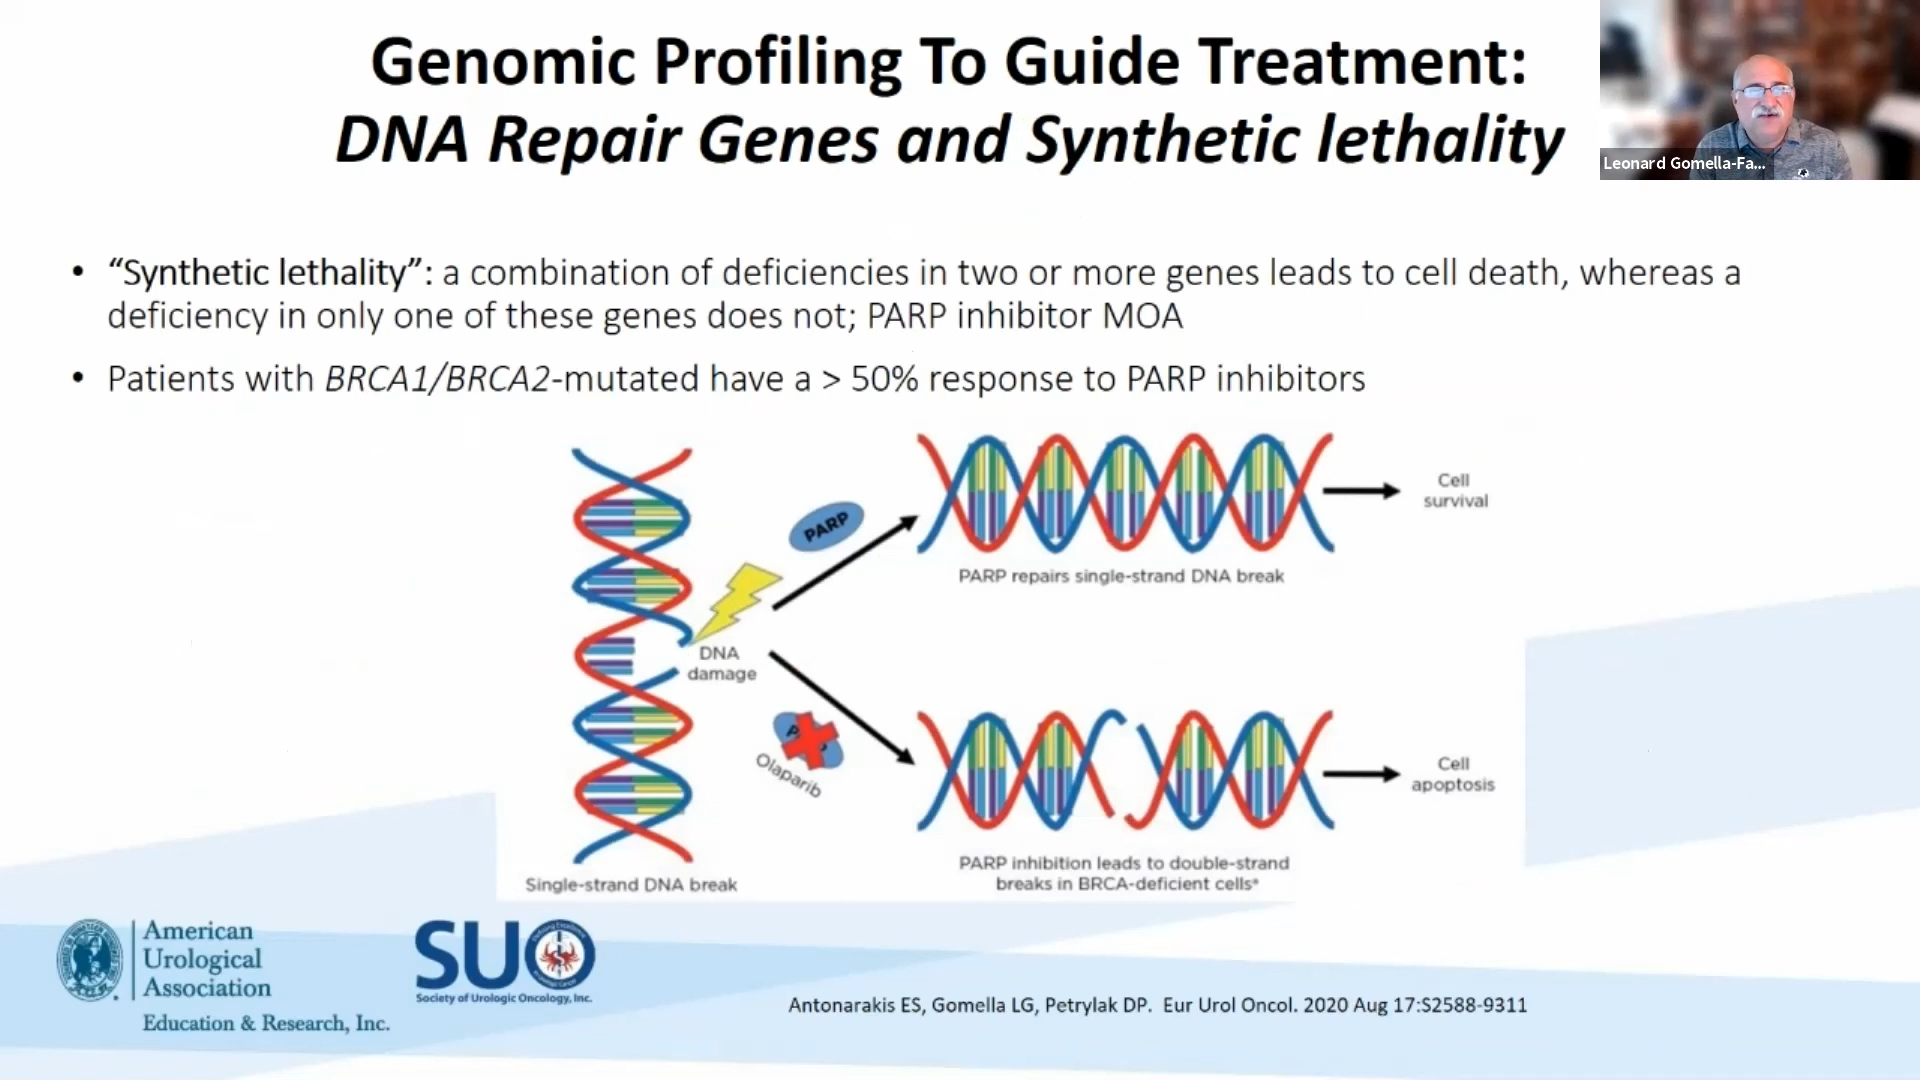 Genomic Profiling To Guide Treatment:
DNA Repair Genes and Synthetic lethality
Leonard Gomella-Fa...
• “Synthetic lethality”: a combination of deficiencies in two or more genes leads to cell death, whereas a
deficiency in only one of these genes does not; PARP inhibitor MOA
• Patients with BRCA1/BRCA2-mutated have a > 50% response to PARP inhibitors
PARP
Cell
survival
PARP repairs single-strand DNA break
DNA
damage
Olaparib
Cell
apoptosis
PARP inhibition leads to double-strand
breaks in BRCA-deficient cells*
Single-strand DNA break
American
Urological
Association
Education & Research, Inc.
SUO
Society of Urologic Oncology, Inc.
Antonarakis ES, Gomella LG, Petrylak DP. Eur Urol Oncol. 2020 Aug 17:S2588-9311